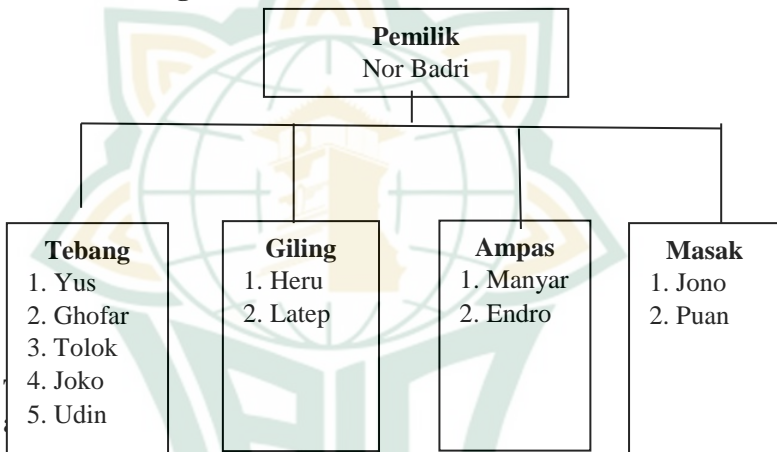 Pemilik
Nor Badri
Tebang
1. Yus
2. Ghofar
3. Tolok
4. Joko
5. Udin
Giling
1. Heru
2. Latep
Ampas
1. Manyar
2. Endro
Masak
1. Jono
2. Puan